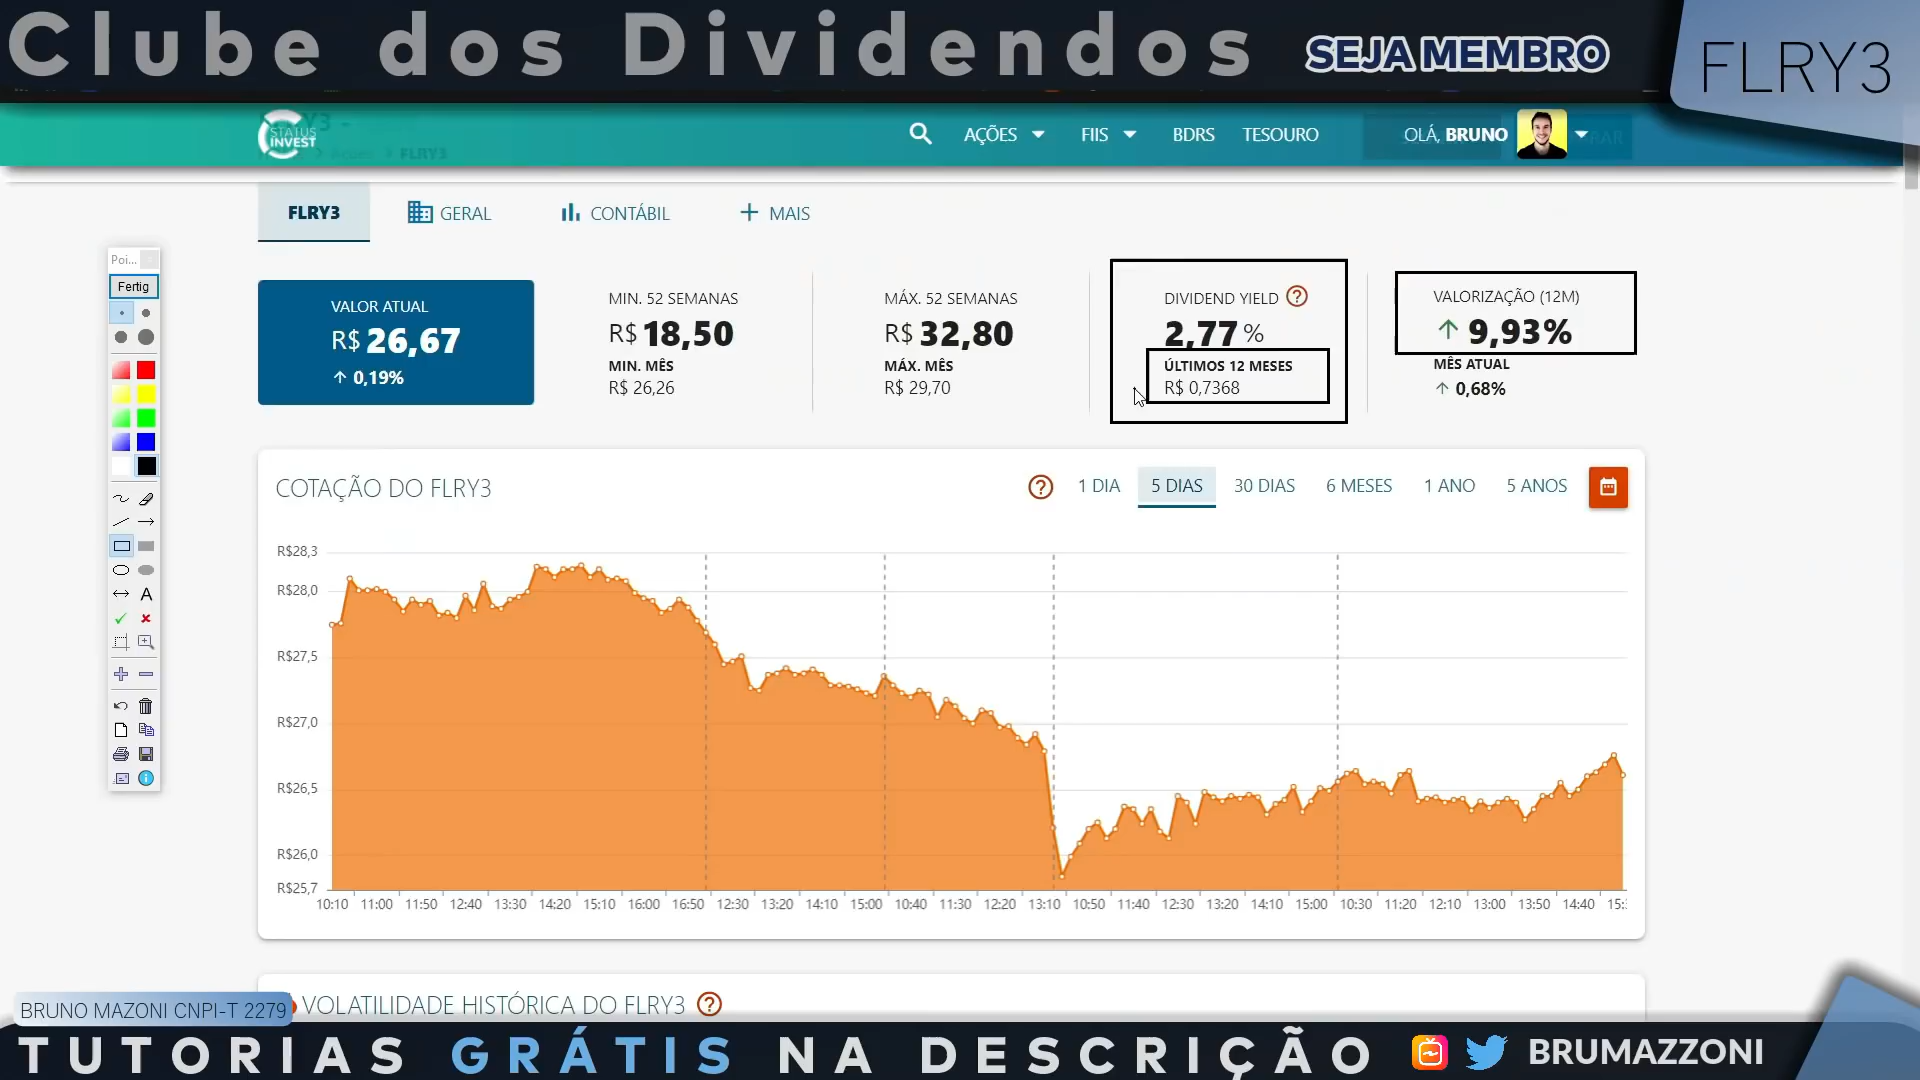 Clube dos Dividendos
SEJA MEMBRO
FLRY3
STATUS
INVEST
FLRY3
AÇÕES
FIIS
BDRS
TESOURO
OLÁ, BRUNO
FLRY3
GERAL
CONTÁBIL
MAIS
Poi...
Fertig
VALOR ATUAL
R$ 26,67
0,19%
MIN. 52 SEMANAS
R$ 18,50
MIN. MÊS
R$ 26,26
MÁX. 52 SEMANAS
R$ 32,80
MÁX. MÊS
R$ 29,70
DIVIDEND YIELD ?
2,77 %
ÚLTIMOS 12 MESES
R$ 0,7368
VALORIZAÇÃO (12M)
9,93%
MÊS ATUAL
0,68%
COTAÇÃO DO FLRY3
? 1 DIA 5 DIAS 30 DIAS 6 MESES 1 ANO 5 ANOS
R$28,3
R$28,0
R$27,5
R$27,0
R$26,5
R$26,0
R$25,7
10:10 11:00 11:50 12:40 13:30 14:20 15:10 16:00 16:50 12:30 13:20 14:10 15:00 10:40 11:30 12:20 13:10 10:50 11:40 12:30 13:20 14:10 15:00 10:30 11:20 12:10 13:00 13:50 14:40 15:
VOLATILIDADE HISTÓRICA DO FLRY3 ?
BRUNO MAZONI CNPI-T 2279
TUTORIAS GRÁTIS NA DESCRIÇÃO
BRUMAZZONI